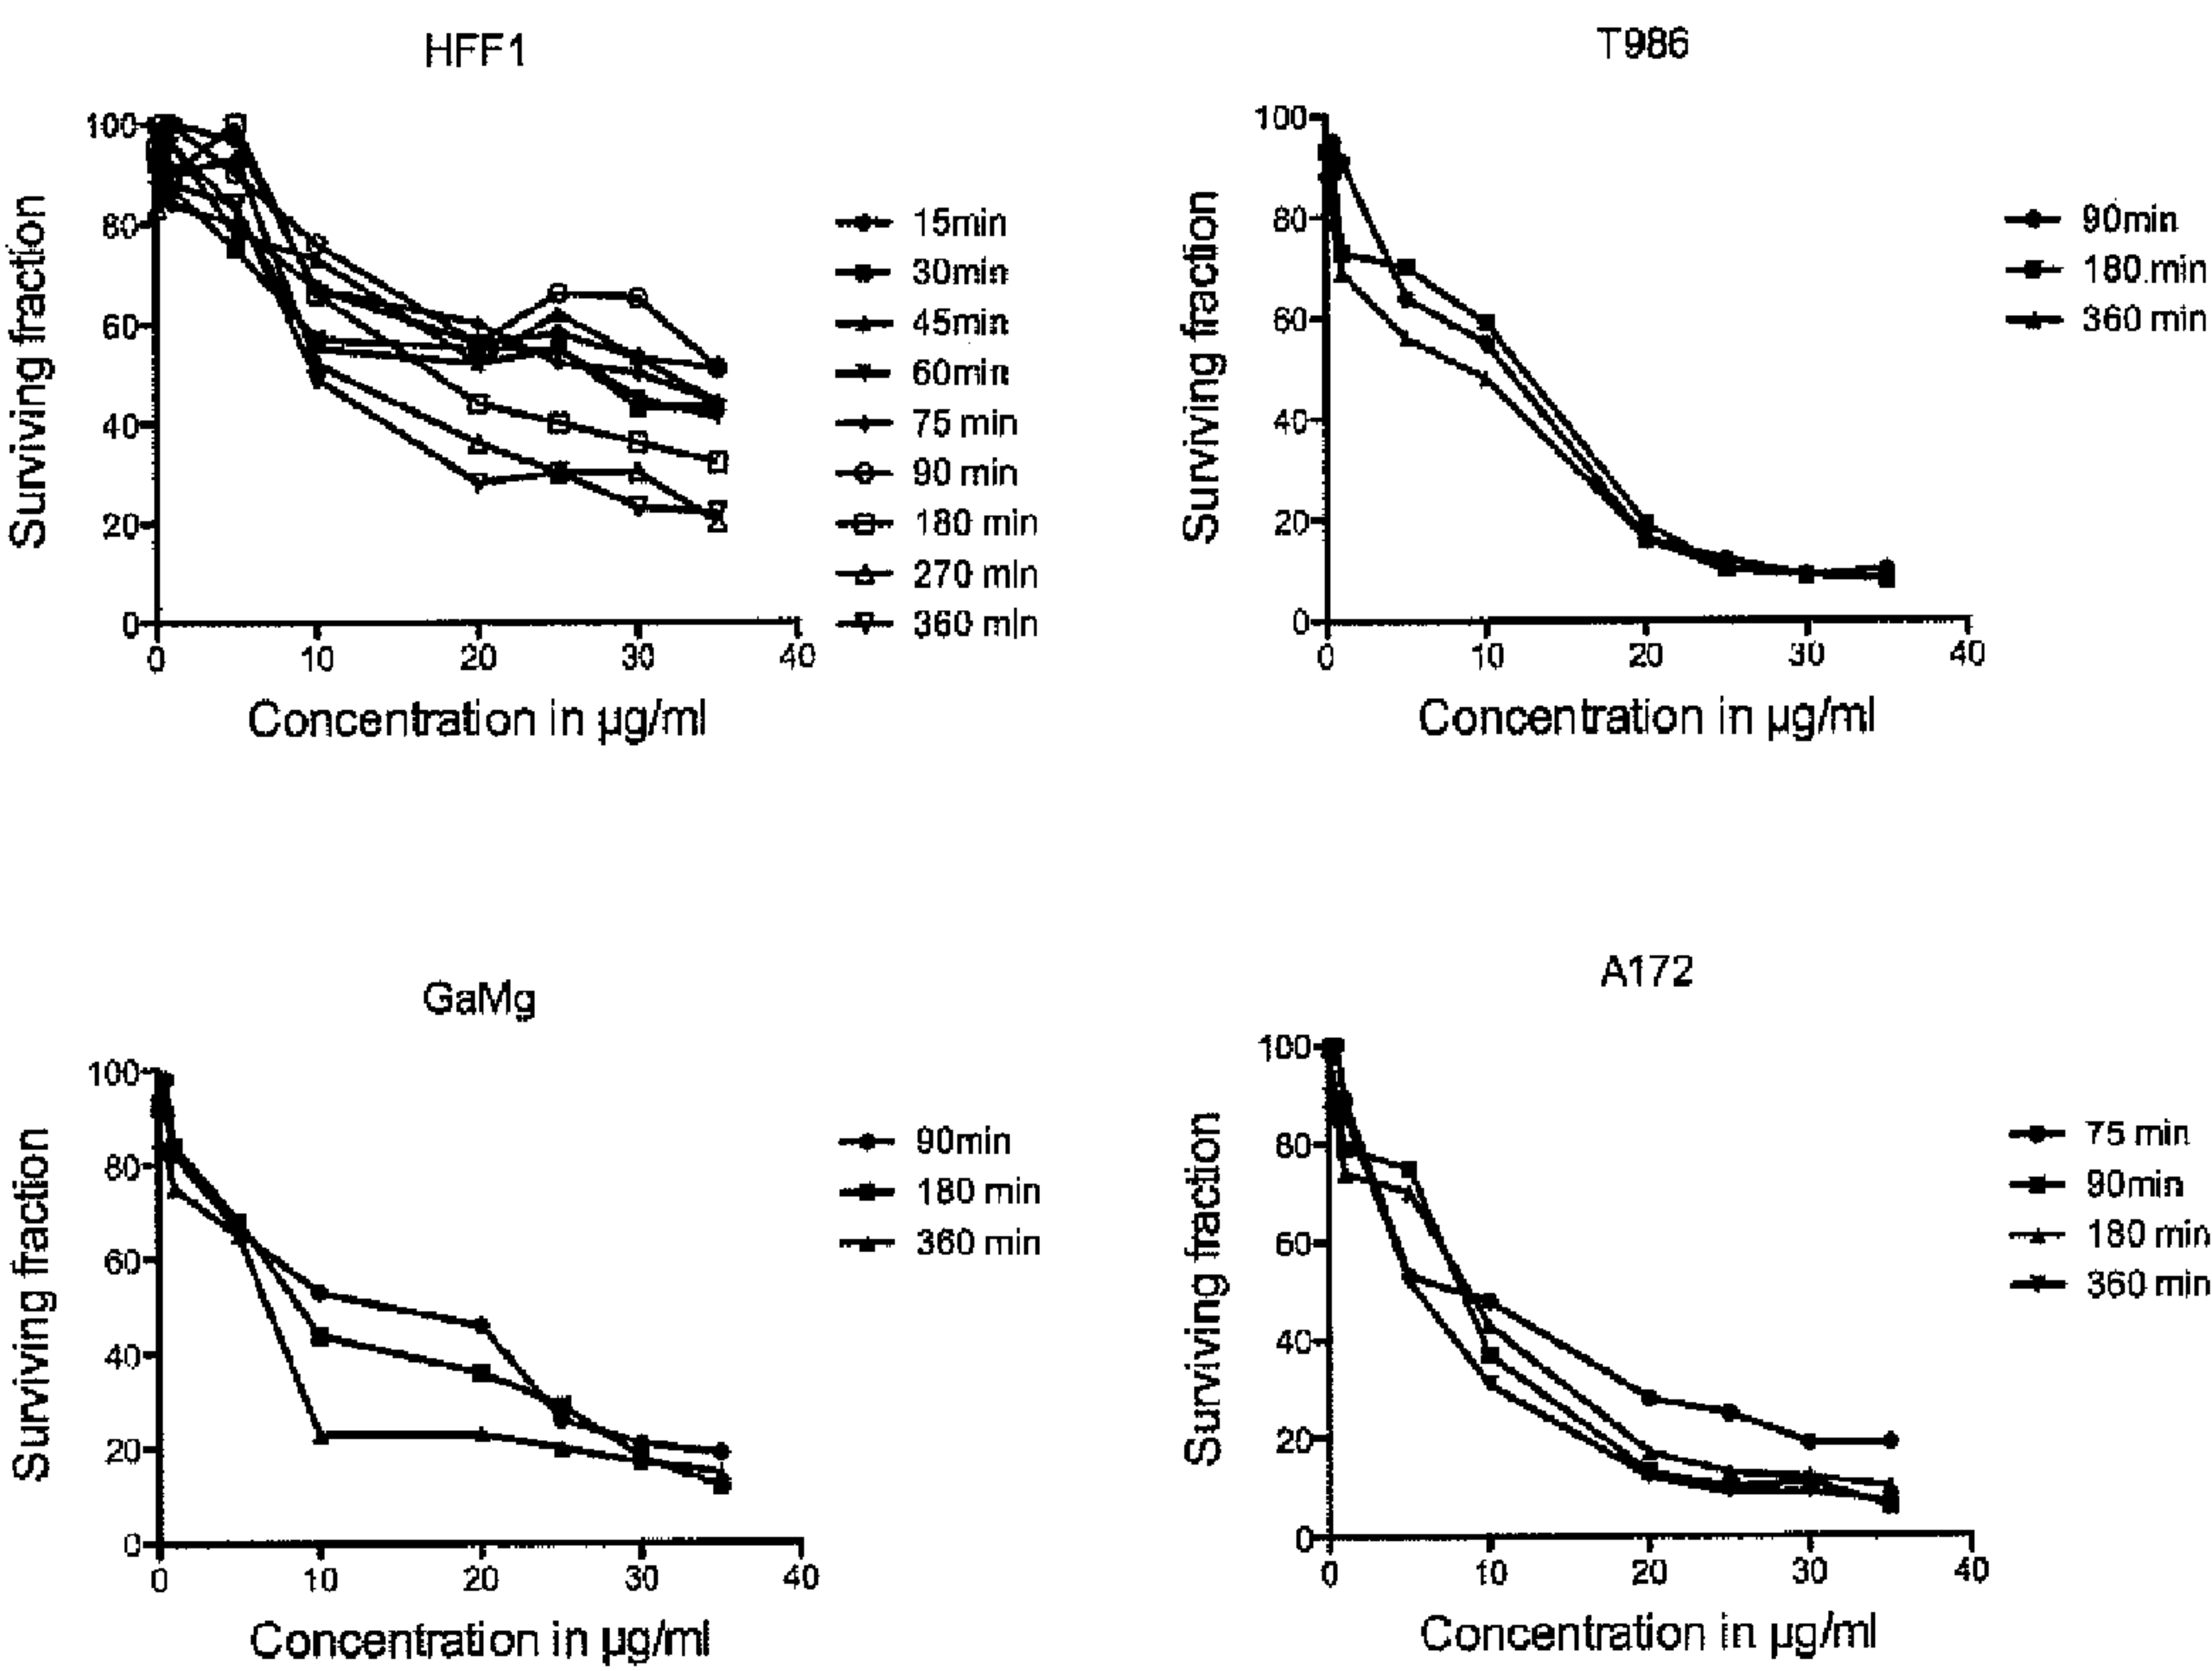 HFF1
Surviving fraction
100
80
60
40
20
0
0 10 20 30 40
Concentration in µg/ml
15min
30min
45min
60min
75 min
90 min
180 min
270 min
360 min
T986
Surviving fraction
100
80
60
40
20
0
0 10 20 30 40
Concentration in µg/ml
90min
180.min
360 min
GaMg
Surviving fraction
100
80
60
40
20
0
0 10 20 30 40
Concentration in µg/ml
90min
180 min
360 min
A172
Surviving fraction
100
80
60
40
20
0
0 10 20 30 40
Concentration in µg/ml
75 min
90min
180 min
360 min